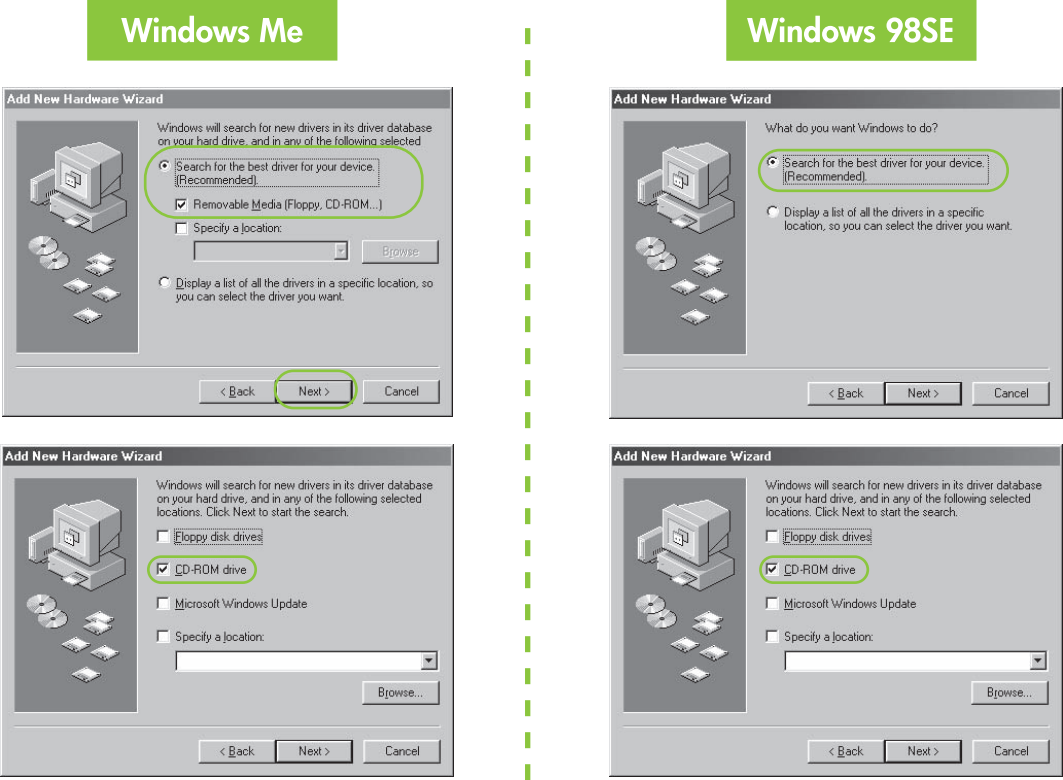 Windows Me
Add New Hardware Wizard
Windows will search for new drivers in its driver database
on your hard drive, and in any of the following selected
Search for the best driver for your device.
(Recommended).
Removable Media (Floppy, CD-ROM...)
Specify a location:
Browse
Display a list of all the drivers in a specific location, so
you can select the driver you want.
< Back
Next >
Cancel
Add New Hardware Wizard
Windows will search for new drivers in its driver database
on your hard drive, and in any of the following selected
locations. Click Next to start the search.
Floppy disk drives
CD-ROM drive
Microsoft Windows Update
Specify a location:
Browse...
< Back
Next >
Cancel
Windows 98SE
Add New Hardware Wizard
What do you want Windows to do?
Search for the best driver for your device.
(Recommended).
Display a list of all the drivers in a specific
location, so you can select the driver you want.
< Back
Next >
Cancel
Add New Hardware Wizard
Windows will search for new drivers in its driver database
on your hard drive, and in any of the following selected
locations. Click Next to start the search.
Floppy disk drives
CD-ROM drive
Microsoft Windows Update
Specify a location:
Browse...
< Back
Next >
Cancel